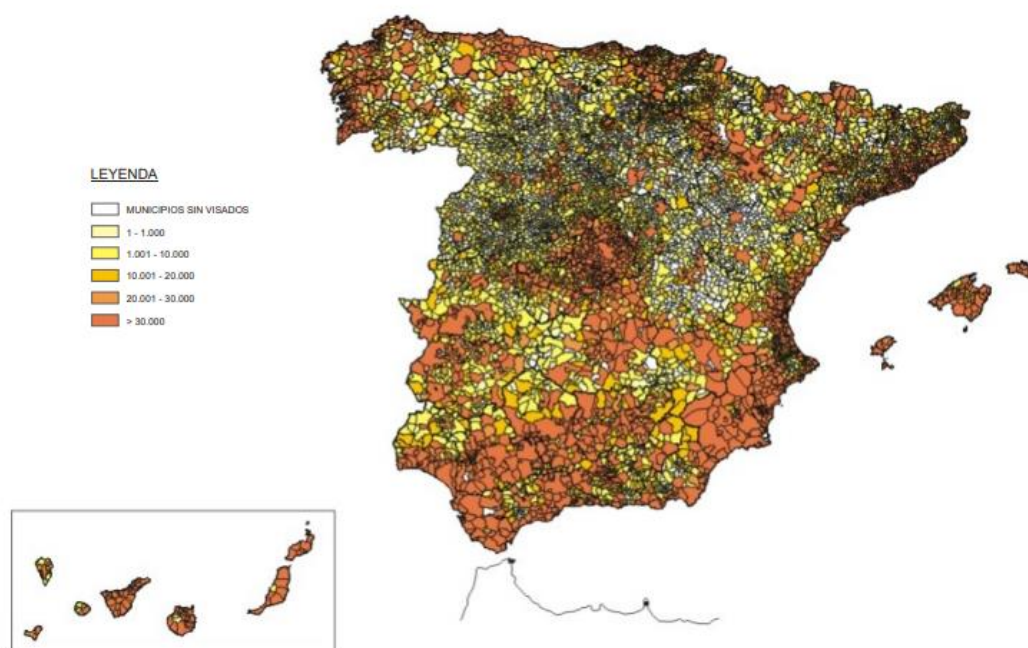 LEYENDA
MUNICIPIOS SIN VISADOS
1 - 1.000
1.001 - 10.000
10.001 - 20.000
20.001 - 30.000
> 30.000